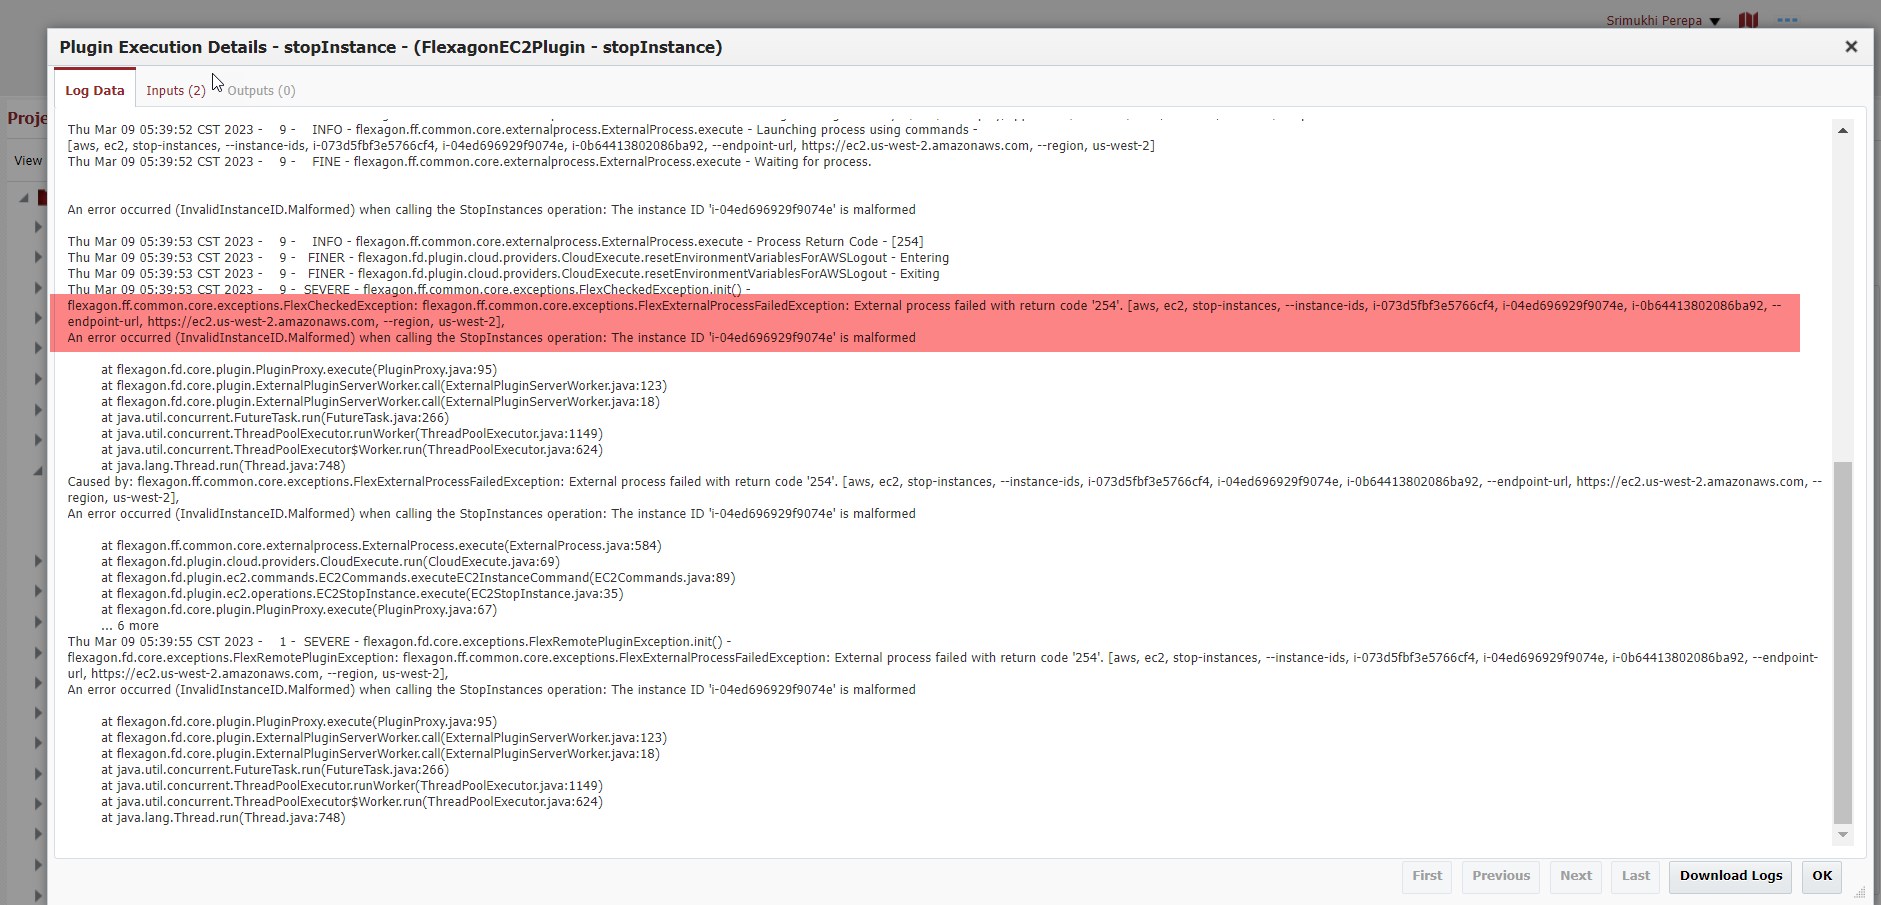 Srimukhi Perepa
Plugin Execution Details - stopInstance - (FlexagonEC2Plugin - stopInstance)
Log Data Inputs (2) Outputs (0)
Proje
View
Thu Mar 09 05:39:52 CST 2023 - 9 - INFO - flexagon.ff.common.core.externalprocess.ExternalProcess.execute - Launching process using commands -
[aws, ec2, stop-instances, --instance-ids, i-073d5fbf3e5766cf4, i-04ed696929f9074e, i-0b64413802086ba92, --endpoint-url, https://ec2.us-west-2.amazonaws.com, --region, us-west-2]
Thu Mar 09 05:39:52 CST 2023 - 9 - FINE - flexagon.ff.common.core.externalprocess.ExternalProcess.execute - Waiting for process.
An error occurred (InvalidInstanceID.Malformed) when calling the StopInstances operation: The instance ID 'i-04ed696929f9074e' is malformed
Thu Mar 09 05:39:53 CST 2023 - 9 - INFO - flexagon.ff.common.core.externalprocess.ExternalProcess.execute - Process Return Code - [254]
Thu Mar 09 05:39:53 CST 2023 - 9 - FINER - flexagon.fd.plugin.cloud.providers.CloudExecute.resetEnvironmentVariablesForAWSLogout - Entering
Thu Mar 09 05:39:53 CST 2023 - 9 - FINER - flexagon.fd.plugin.cloud.providers.CloudExecute.resetEnvironmentVariablesForAWSLogout - Exiting
Thu Mar 09 05:39:53 CST 2023 - 9 - SEVERE - flexagon.ff.common.core.exceptions.FlexCheckedException.init() -
flexagon.ff.common.core.exceptions.FlexCheckedException: flexagon.ff.common.core.exceptions.FlexExternalProcessFailedException: External process failed with return code '254'. [aws, ec2, stop-instances, --instance-ids, i-073d5fbf3e5766cf4, i-04ed696929f9074e, i-0b64413802086ba92, --
endpoint-url, https://ec2.us-west-2.amazonaws.com, --region, us-west-2],
An error occurred (InvalidInstanceID.Malformed) when calling the StopInstances operation: The instance ID 'i-04ed696929f9074e' is malformed
at flexagon.fd.core.plugin.PluginProxy.execute(PluginProxy.java:95)
at flexagon.fd.core.plugin.ExternalPluginServerWorker.call(ExternalPluginServerWorker.java:123)
at flexagon.fd.core.plugin.ExternalPluginServerWorker.call(ExternalPluginServerWorker.java:18)
at java.util.concurrent.FutureTask.run(FutureTask.java:266)
at java.util.concurrent.ThreadPoolExecutor.runWorker(ThreadPoolExecutor.java:1149)
at java.util.concurrent.ThreadPoolExecutor$Worker.run(ThreadPoolExecutor.java:624)
at java.lang.Thread.run(Thread.java:748)
Caused by: flexagon.ff.common.core.exceptions.FlexExternalProcessFailedException: External process failed with return code '254'. [aws, ec2, stop-instances, --instance-ids, i-073d5fbf3e5766cf4, i-04ed696929f9074e, i-0b64413802086ba92, --endpoint-url, https://ec2.us-west-2.amazonaws.com, --
region, us-west-2],
An error occurred (InvalidInstanceID.Malformed) when calling the StopInstances operation: The instance ID 'i-04ed696929f9074e' is malformed
at flexagon.ff.common.core.externalprocess.ExternalProcess.execute(ExternalProcess.java:584)
at flexagon.fd.plugin.cloud.providers.CloudExecute.run(CloudExecute.java:69)
at flexagon.fd.plugin.ec2.commands.EC2Commands.executeEC2InstanceCommand(EC2Commands.java:89)
at flexagon.fd.plugin.ec2.operations.EC2StopInstance.execute(EC2StopInstance.java:35)
at flexagon.fd.core.plugin.PluginProxy.execute(PluginProxy.java:67)
... 6 more
Thu Mar 09 05:39:55 CST 2023 - 1 - SEVERE - flexagon.fd.core.exceptions.FlexRemotePluginException.init() -
flexagon.fd.core.exceptions.FlexRemotePluginException: flexagon.ff.common.core.exceptions.FlexExternalProcessFailedException: External process failed with return code '254'. [aws, ec2, stop-instances, --instance-ids, i-073d5fbf3e5766cf4, i-04ed696929f9074e, i-0b64413802086ba92, --endpoint-
url, https://ec2.us-west-2.amazonaws.com, --region, us-west-2],
An error occurred (InvalidInstanceID.Malformed) when calling the StopInstances operation: The instance ID 'i-04ed696929f9074e' is malformed
at flexagon.fd.core.plugin.PluginProxy.execute(PluginProxy.java:95)
at flexagon.fd.core.plugin.ExternalPluginServerWorker.call(ExternalPluginServerWorker.java:123)
at flexagon.fd.core.plugin.ExternalPluginServerWorker.call(ExternalPluginServerWorker.java:18)
at java.util.concurrent.FutureTask.run(FutureTask.java:266)
at java.util.concurrent.ThreadPoolExecutor.runWorker(ThreadPoolExecutor.java:1149)
at java.util.concurrent.ThreadPoolExecutor$Worker.run(ThreadPoolExecutor.java:624)
at java.lang.Thread.run(Thread.java:748)
First Previous Next Last Download Logs OK